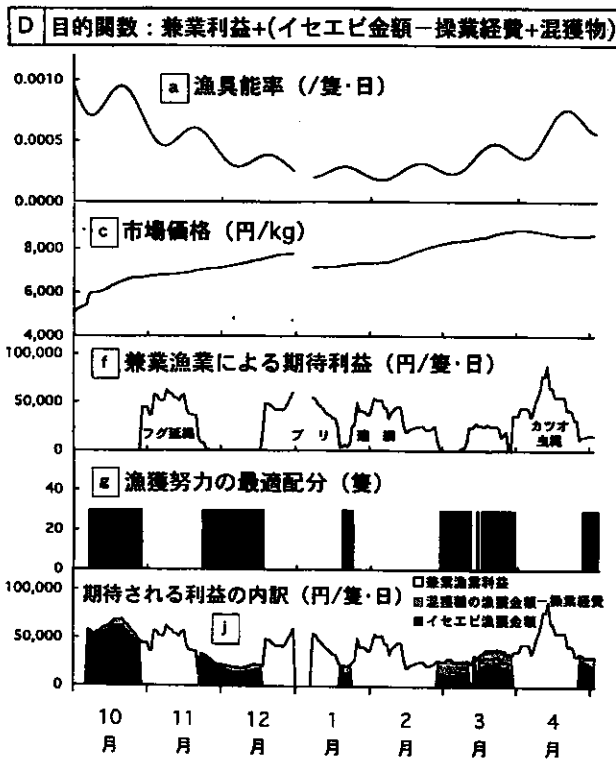 D 目的関数：兼業利益+(イセエビ金額－操業経費+混獲物)
a 漁具能率（/隻･日）
0.0010
0.0005
0.0000
c 市場価格（円/kg）
8,000
6,000
4,000
100,000
f 兼業漁業による期待利益（円/隻･日）
50,000
0
フグ延縄
ブリ
カツオ
曳縄
g 漁獲努力の最適配分（隻）
40
20
0
100,000
期待される利益の内訳（円/隻･日）
□兼業漁業利益
混獲種の漁獲金額－操業経費
■イセエビ漁獲金額
j
50,000
0
10 11 12 1 2 3 4
月 月 月 月 月 月 月